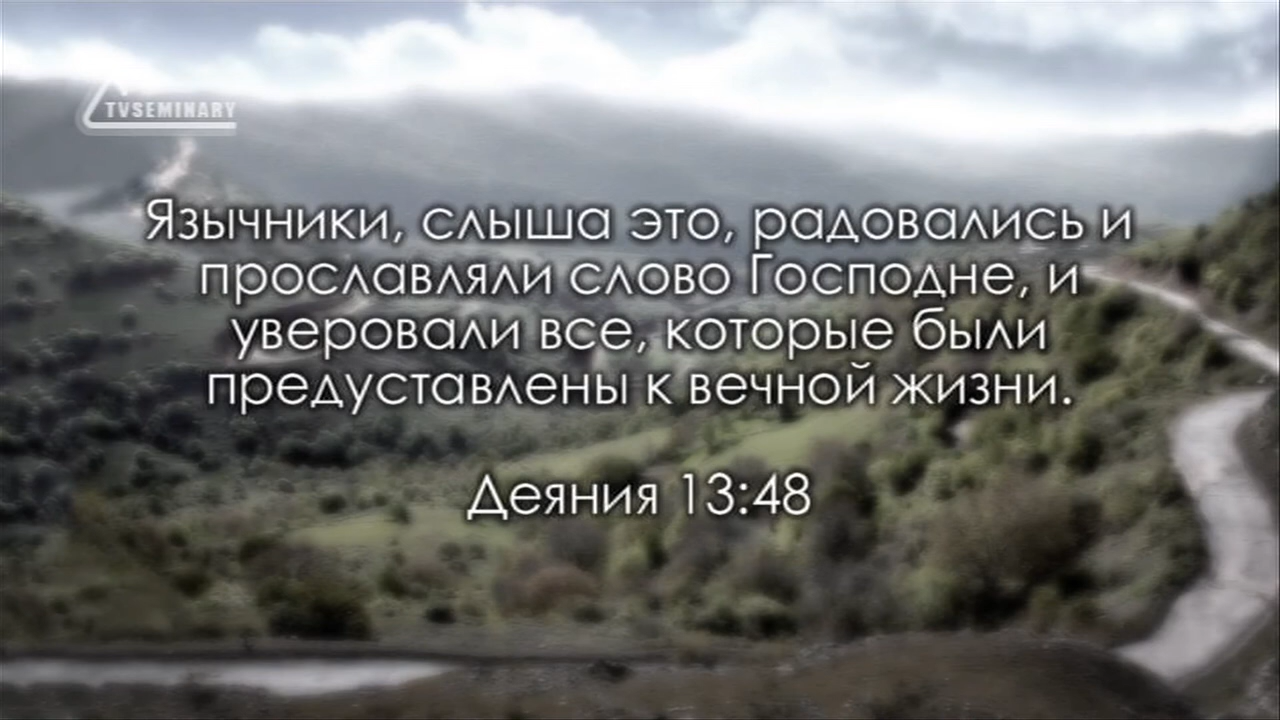 TVSEMINARY
Язычники, слыша это, радовались и
прославляли слово Господне, и
уверовали все, которые были
предуставлены к вечной жизни.
Деяния 13:48